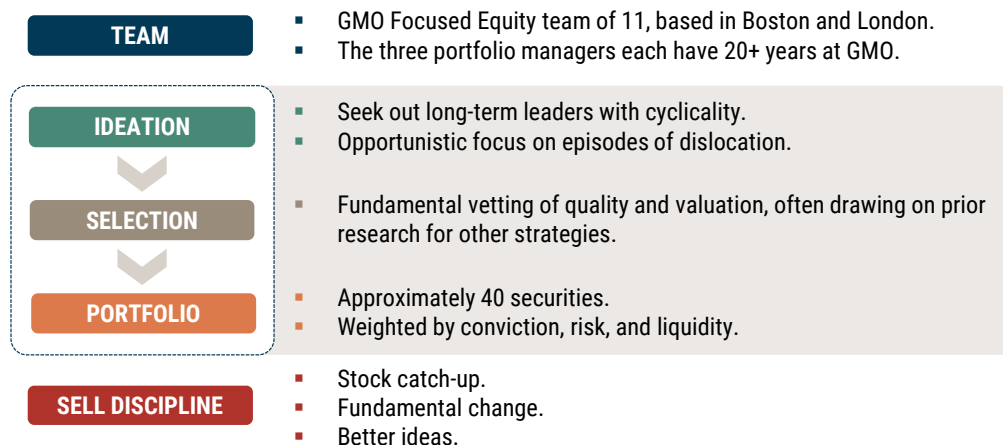 TEAM
▪ GMO Focused Equity team of 11, based in Boston and London.
▪ The three portfolio managers each have 20+ years at GMO.
IDEATION
▪ Seek out long-term leaders with cyclicality.
▪ Opportunistic focus on episodes of dislocation.
SELECTION
▪ Fundamental vetting of quality and valuation, often drawing on prior
research for other strategies.
PORTFOLIO
▪ Approximately 40 securities.
▪ Weighted by conviction, risk, and liquidity.
SELL DISCIPLINE
▪ Stock catch-up.
▪ Fundamental change.
▪ Better ideas.